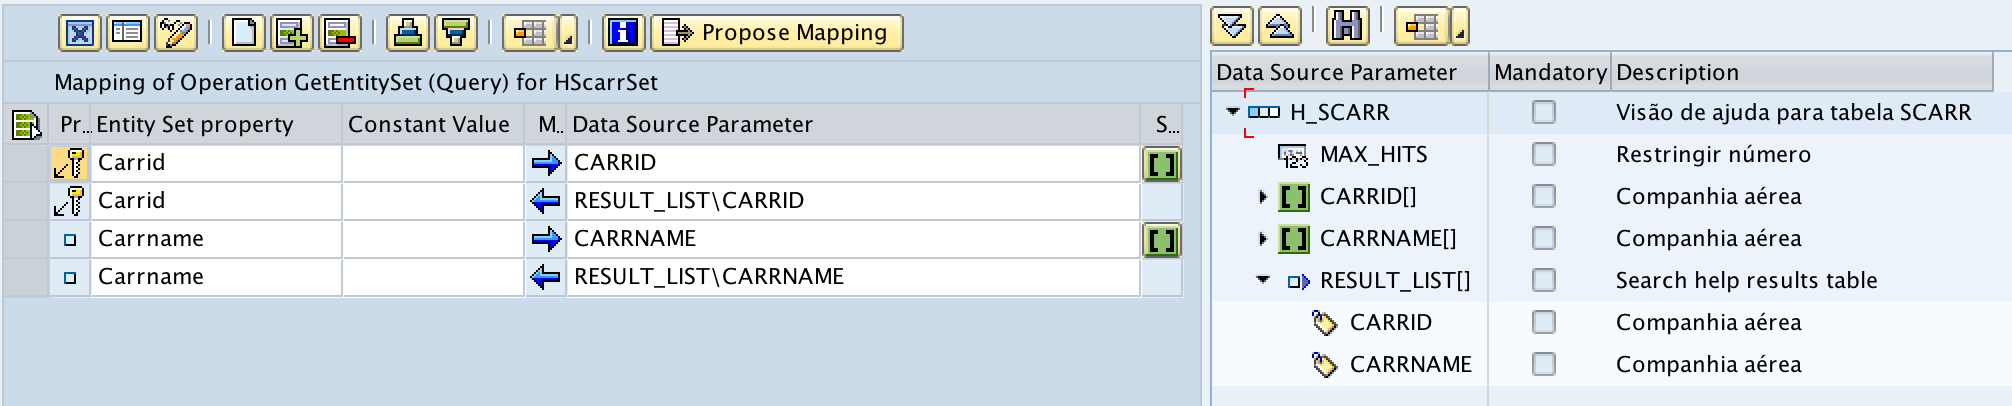 Propose Mapping
Mapping of Operation GetEntitySet (Query) for HScarrSet
Pr.. Entity Set property Constant Value M.. Data Source Parameter S...
Carrid CARRID
Carrid RESULT_LIST\CARRID
Carrname CARRNAME
Carrname RESULT_LIST\CARRNAME
Data Source Parameter Mandatory Description
H_SCARR Visão de ajuda para tabela SCARR
MAX_HITS Restringir número
CARRID[] Companhia aérea
CARRNAME[] Companhia aérea
RESULT_LIST[] Search help results table
CARRID Companhia aérea
CARRNAME Companhia aérea